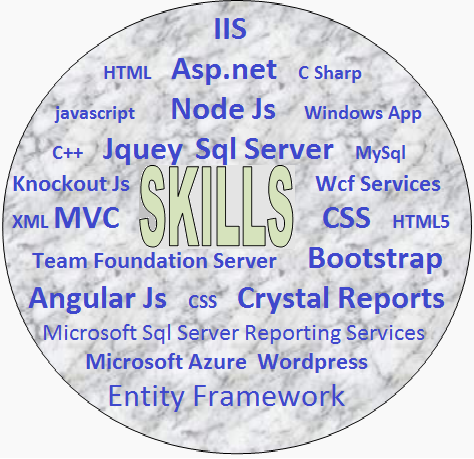 IIS
HTML Asp.net C Sharp
javascript Node Js Windows App
C++ Jquey Sql Server MySql
Knockout Js SKILLS Wcf Services
XML MVC CSS HTML5
Team Foundation Server Bootstrap
Angular Js CSS Crystal Reports
Microsoft Sql Server Reporting Services
Microsoft Azure Wordpress
Entity Framework